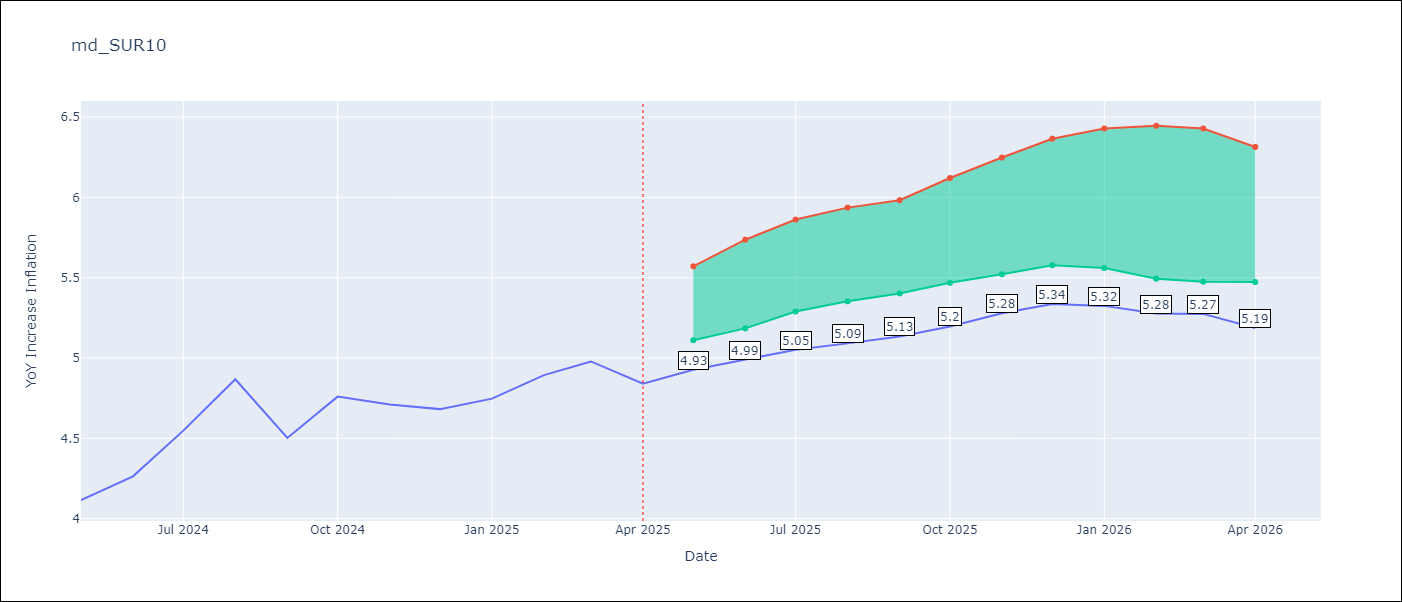 md_SUR10
YoY Increase Inflation
6.5
6
5.5
5
4.5
4
4.93
4.99
5.05
5.09
5.13
5.2
5.28
5.34
5.32
5.28
5.27
5.19
Jul 2024
Oct 2024
Jan 2025
Apr 2025
Jul 2025
Oct 2025
Jan 2026
Apr 2026
Date